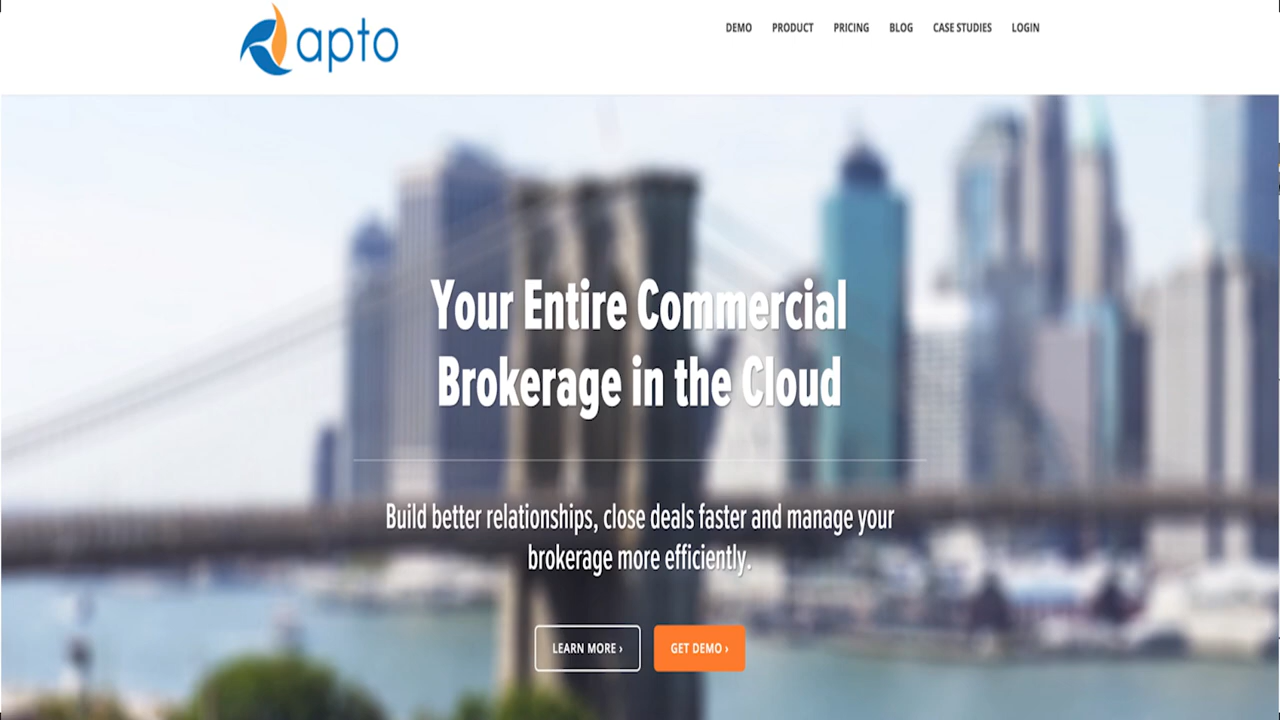 apto
DEMO PRODUCT PRICING BLOG CASE STUDIES LOGIN
Your Entire Commercial
Brokerage in the Cloud
Build better relationships, close deals faster and manage your
brokerage more efficiently.
LEARN MORE › GET DEMO ›